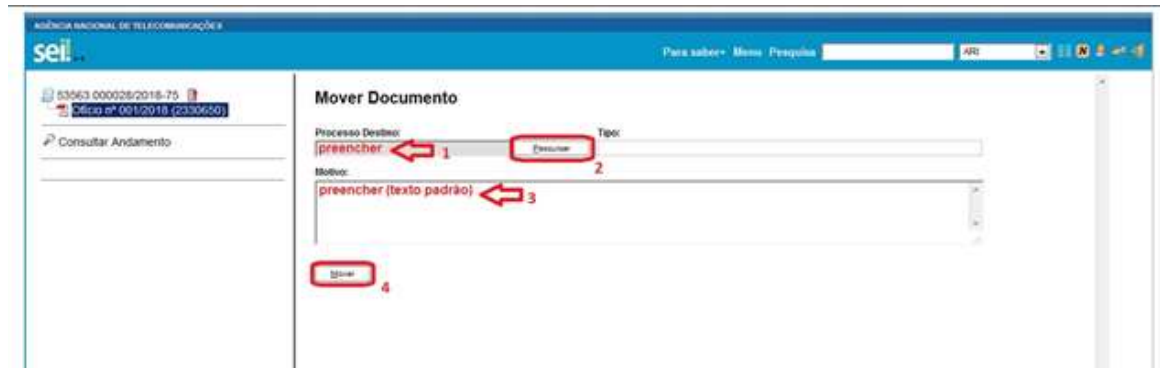 AGÊNCIA NACIONAL DE TELECOMUNICAÇÕES
sei!
Para saber+ Menu Pesquisa ARI
53563.000028/2018-75
Ofício nº 001/2018 (2330650)
Consultar Andamento
Mover Documento
Processo Destino: Tipo:
preencher 1 Pesquisar
2
Motivo:
preencher (texto padrão) 3
Mover
4